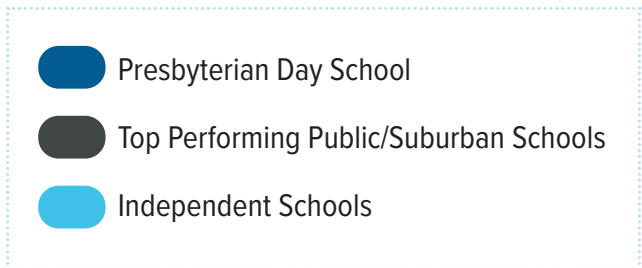 Presbyterian Day School
Top Performing Public/Suburban Schools
Independent Schools